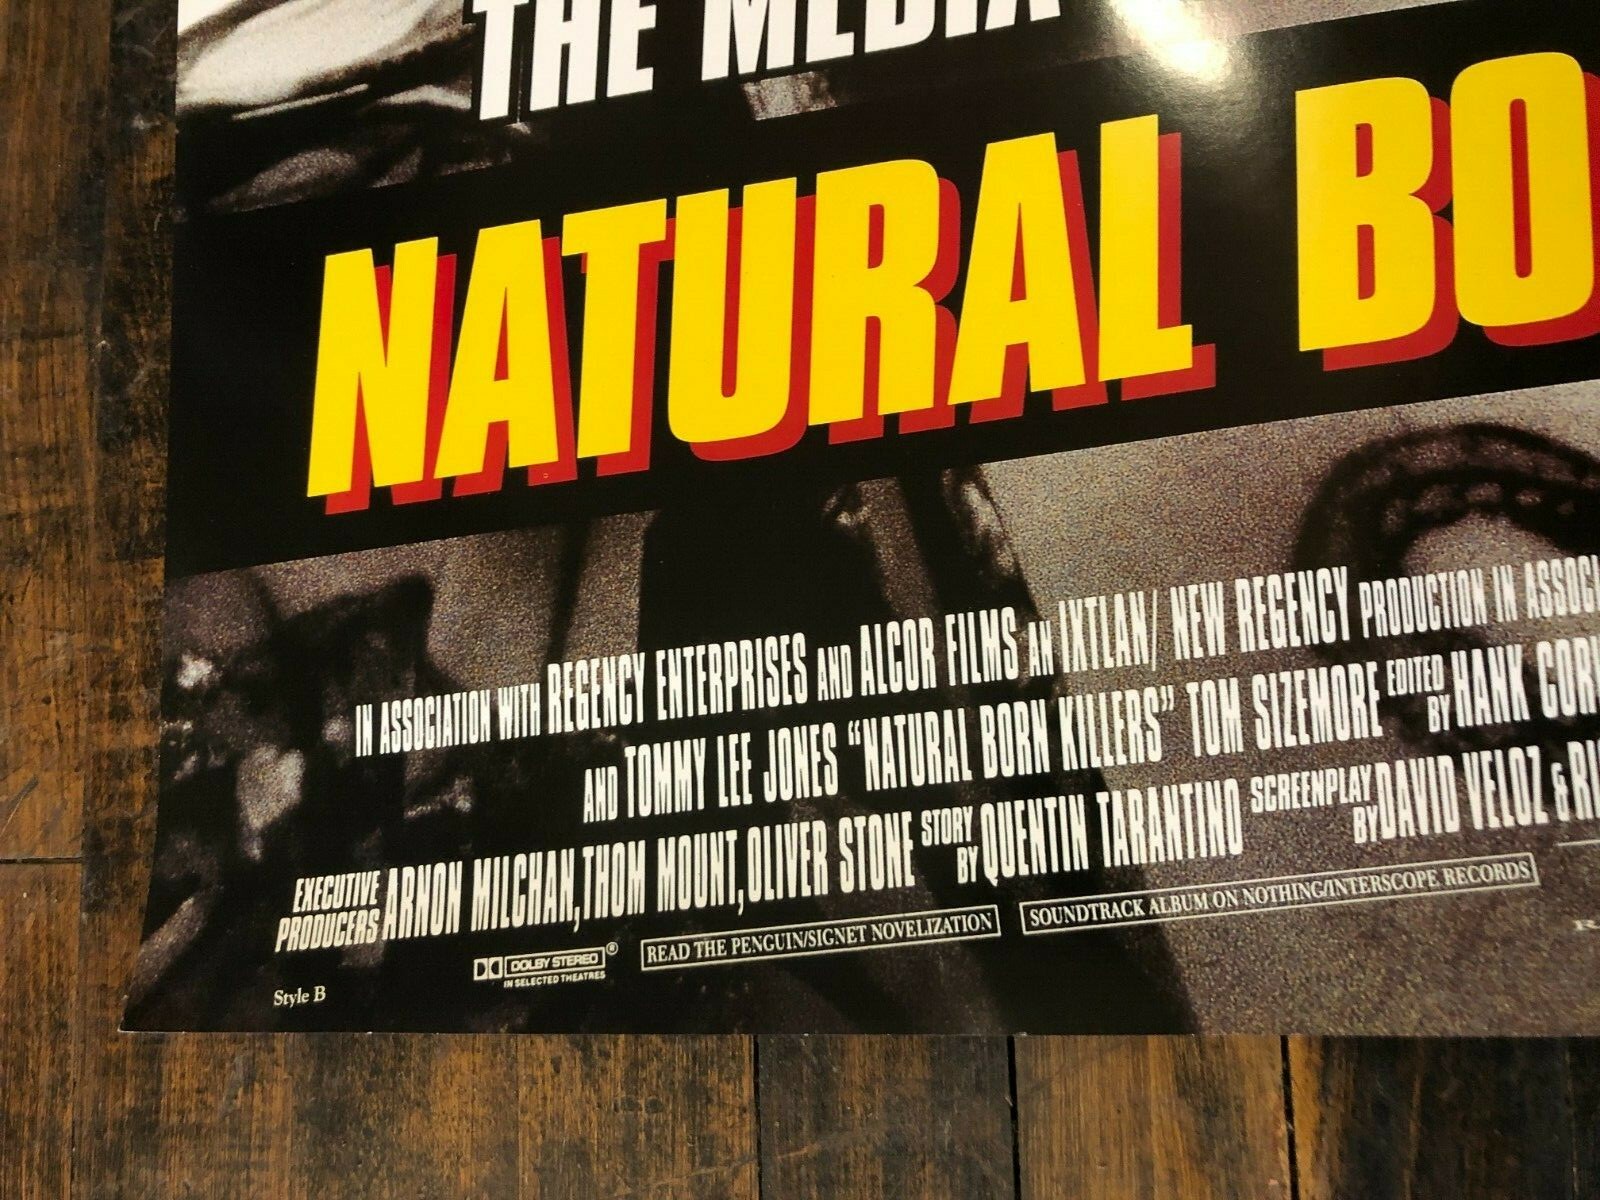 THE MEDIA
NATURAL BO
IN ASSOCIATION WITH REGENCY ENTERPRISES AND ALCOR FILMS AN IXTLAN/ NEW REGENCY PRODUCTION IN ASSOCI
AND TOMMY LEE JONES “NATURAL BORN KILLERS” TOM SIZEMORE EDITED BY HANK COR
EXECUTIVE PRODUCERS ARNON MILCHAN, THOM MOUNT, OLIVER STONE STORY BY QUENTIN TARANTINO SCREENPLAY BY DAVID VELOZ & RI
DOLBY STEREO ®
IN SELECTED THEATRES
READ THE PENGUIN/SIGNET NOVELIZATION
SOUNDTRACK ALBUM ON NOTHING/INTERSCOPE RECORDS
Style B